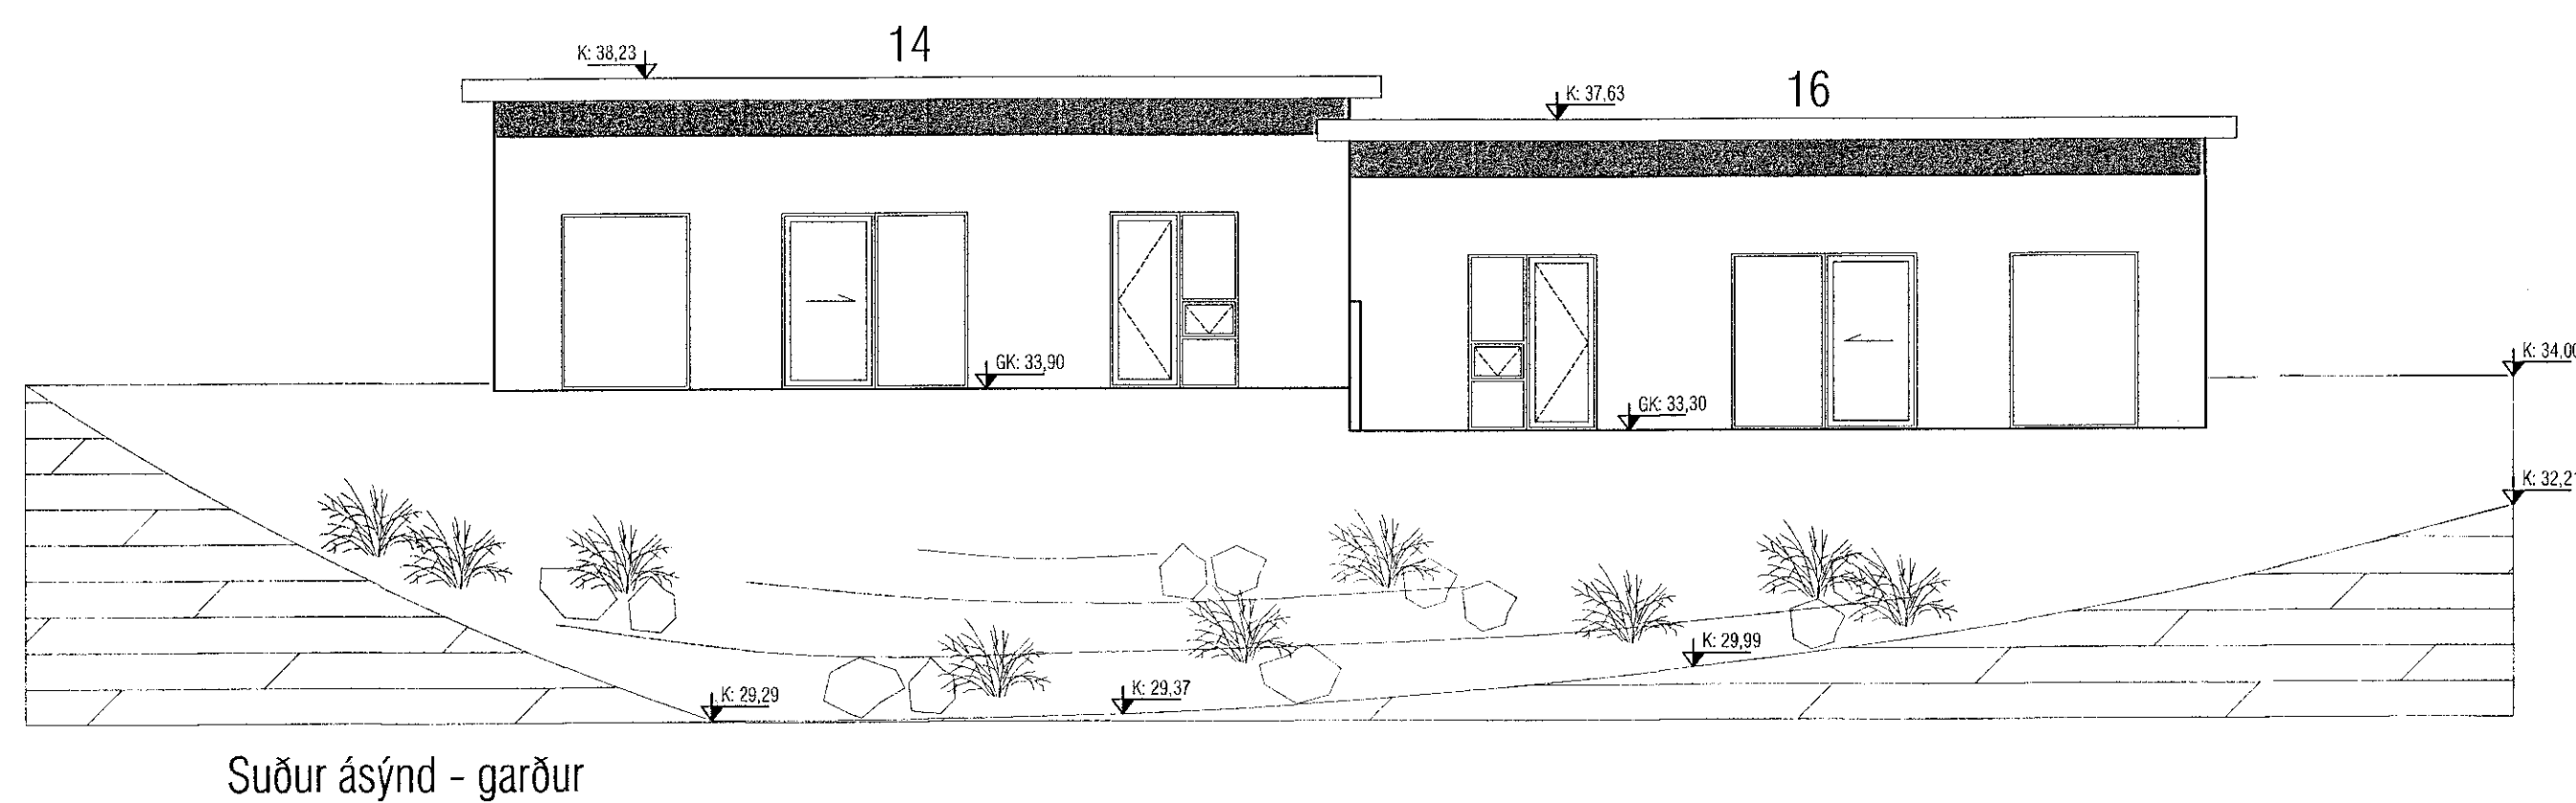 14
K: 38,23
16
K: 37,63
GK: 33,90
K: 34,00
GK: 33,30
K: 32,21
K: 29,99
K: 29,29
K: 29,37
Suður ásýnd - garður